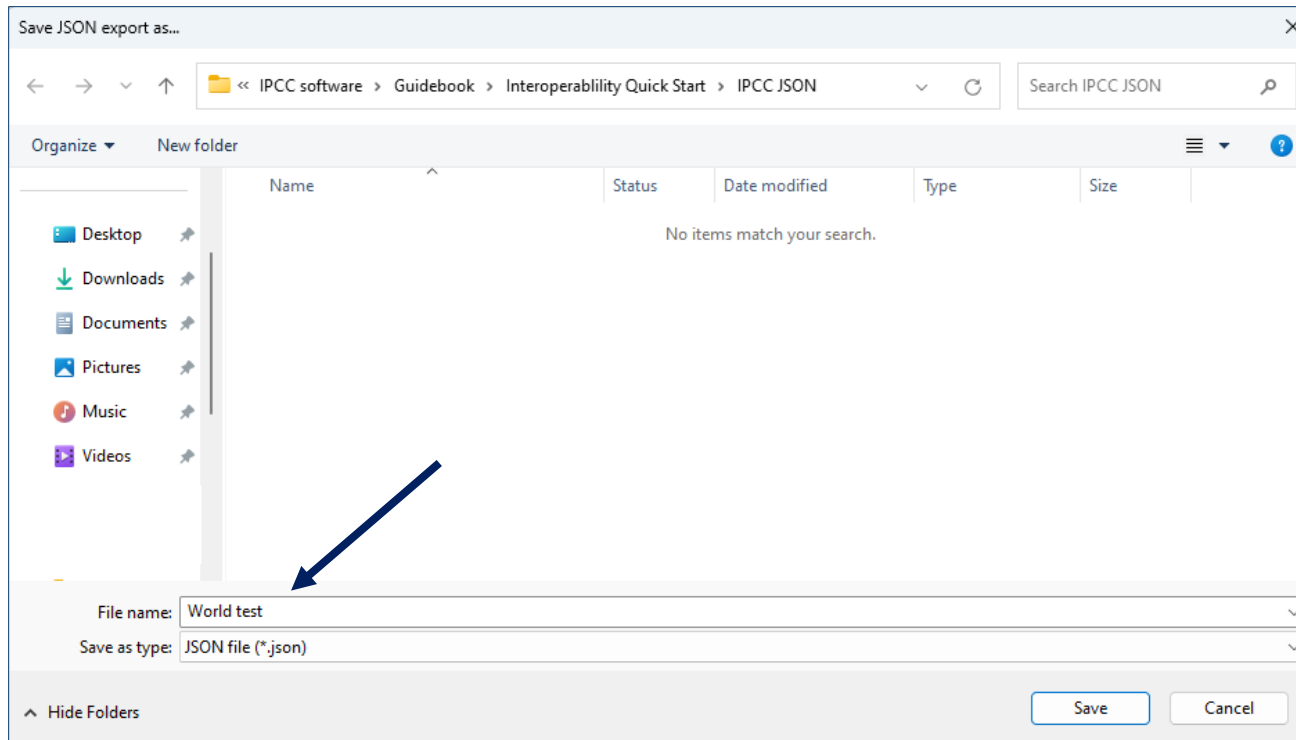 Save JSON export as...
« IPCC software > Guidebook > Interoperablility Quick Start > IPCC JSON
Search IPCC JSON
Organize
New folder
Name
Status
Date modified
Type
Size
No items match your search.
Desktop
Downloads
Documents
Pictures
Music
Videos
File name: World test
Save as type: JSON file (*.json)
Hide Folders
Save
Cancel